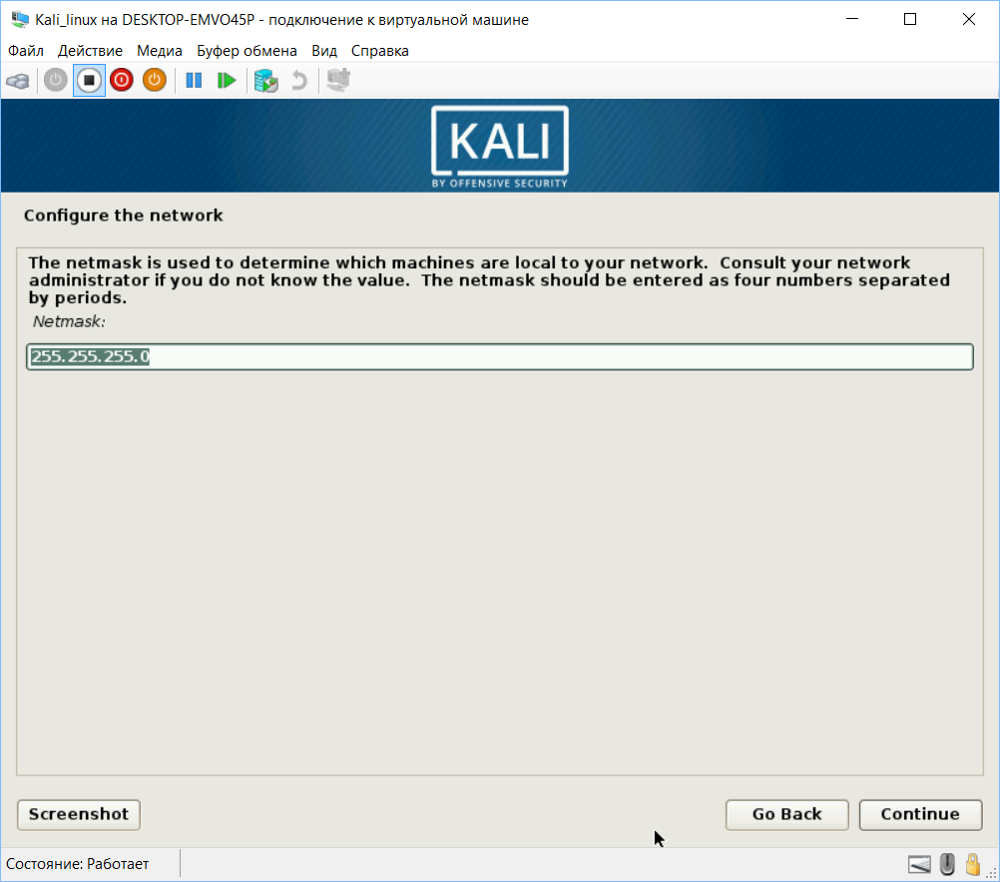 Kali_linux на DESKTOP-EMVO45P - подключение к виртуальной машине
Файл Действие Медиа Буфер обмена Вид Справка
KALI
BY OFFENSIVE SECURITY
Configure the network
The netmask is used to determine which machines are local to your network.  Consult your network
administrator if you do not know the value.  The netmask should be entered as four numbers separated
by periods.
Netmask:
255.255.255.0
Screenshot Go Back Continue
Состояние: Работает